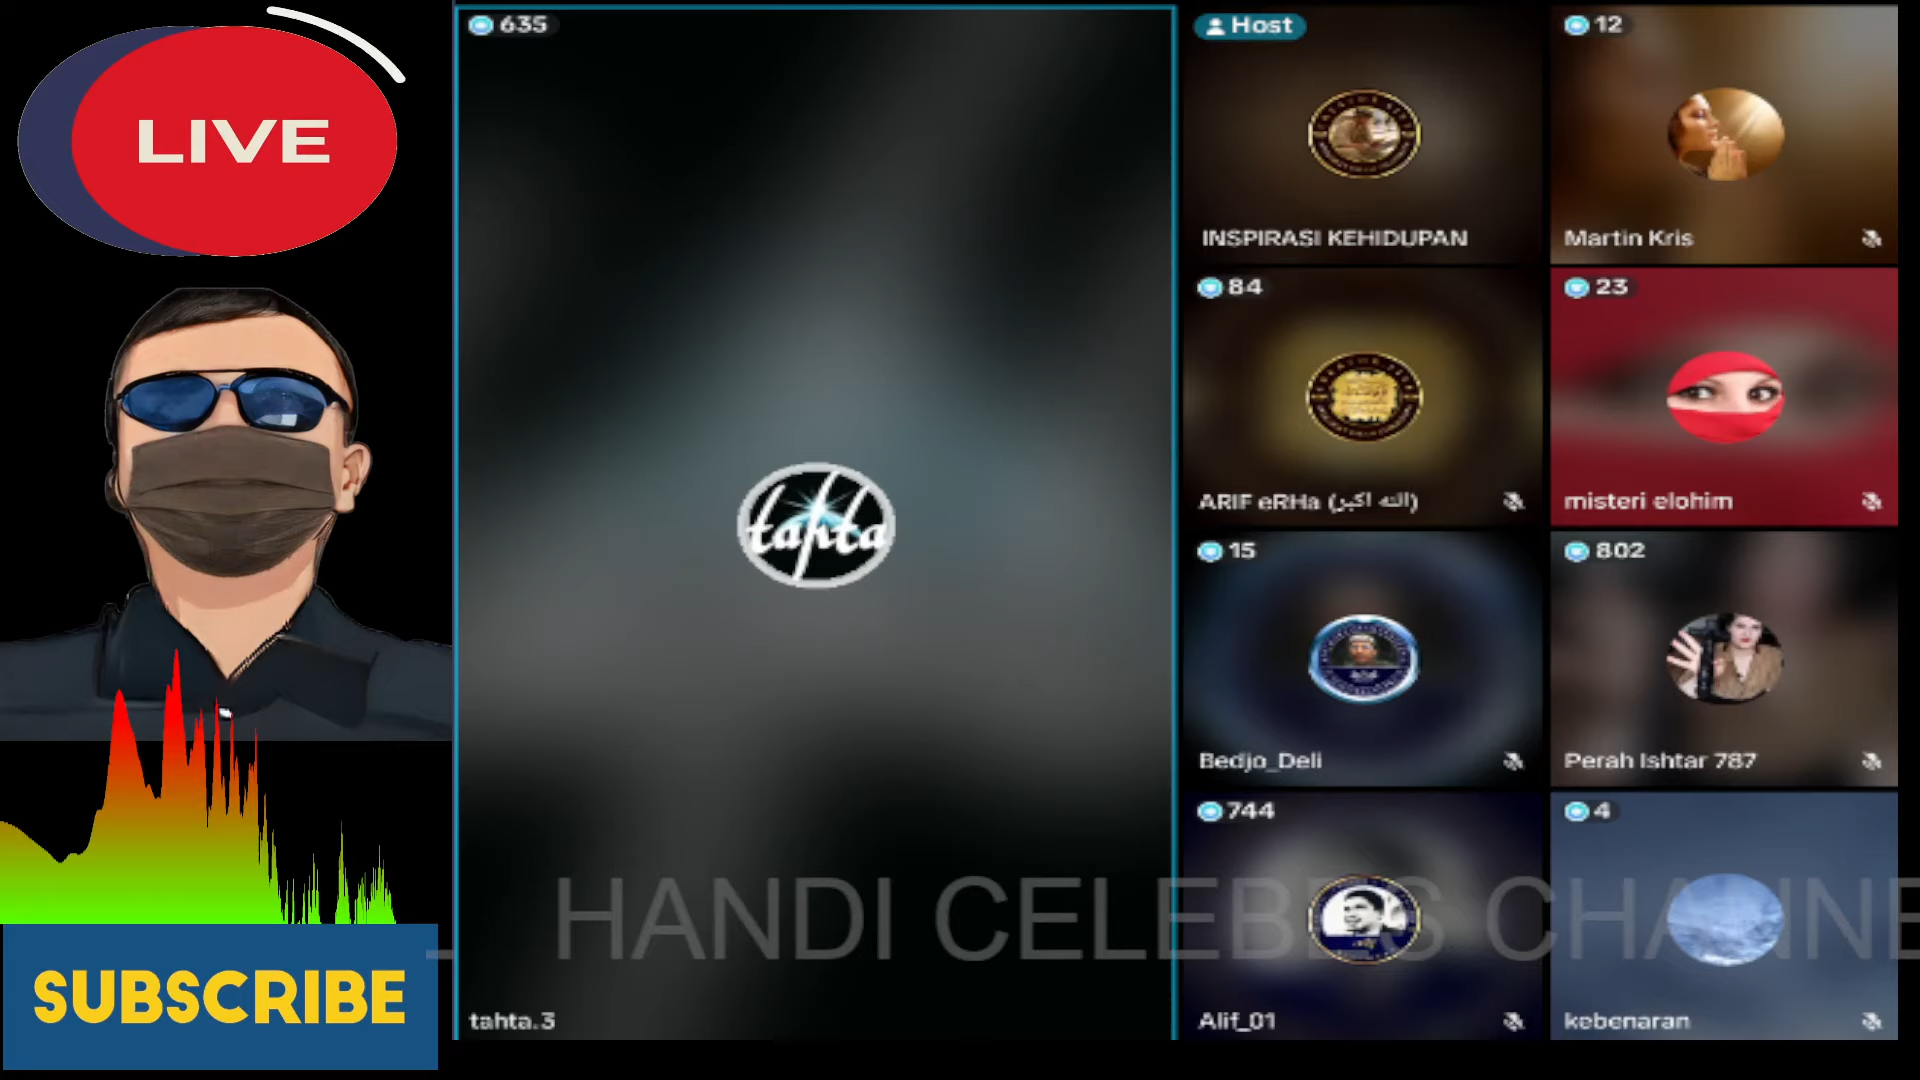 LIVE
635
Host
12
INSPIRASI KEHIDUPAN
Martin Kris
84
23
ARIF eRHa (الله اكبر)
misteri elohim
15
802
tahta
Bedjo_Deli
Perah Ishtar 787
744
4
HANDI CELEBES CHANNE
SUBSCRIBE
tahta.3
Alif_01
kebenaran